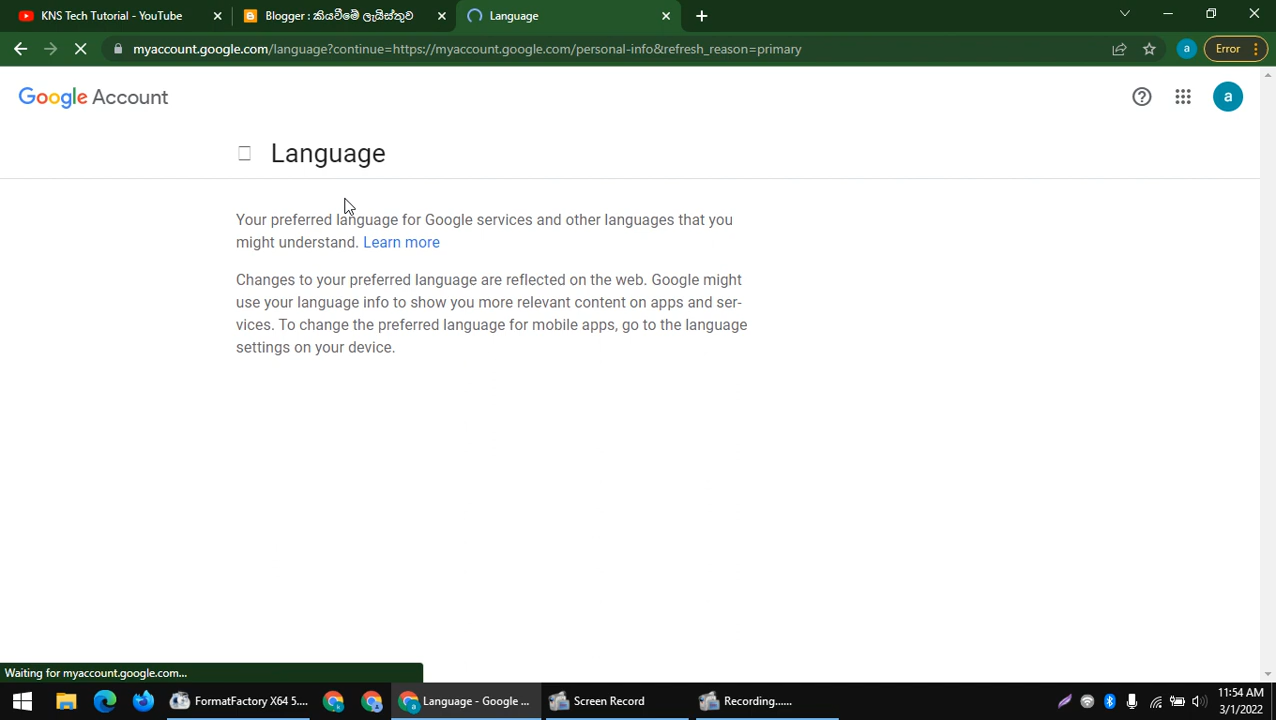 KNS Tech Tutorial - YouTube
Blogger : කියවීමේ ලැයිස්තුව
Language
myaccount.google.com/language?continue=https://myaccount.google.com/personal-info&refresh_reason=primary
a
Error
Google Account
a
Language
Your preferred language for Google services and other languages that you
might understand. Learn more
Changes to your preferred language are reflected on the web. Google might
use your language info to show you more relevant content on apps and ser-
vices. To change the preferred language for mobile apps, go to the language
settings on your device.
Waiting for myaccount.google.com...
FormatFactory X64 5....
Language - Google ...
Screen Record
Recording......
11:54 AM
3/1/2022